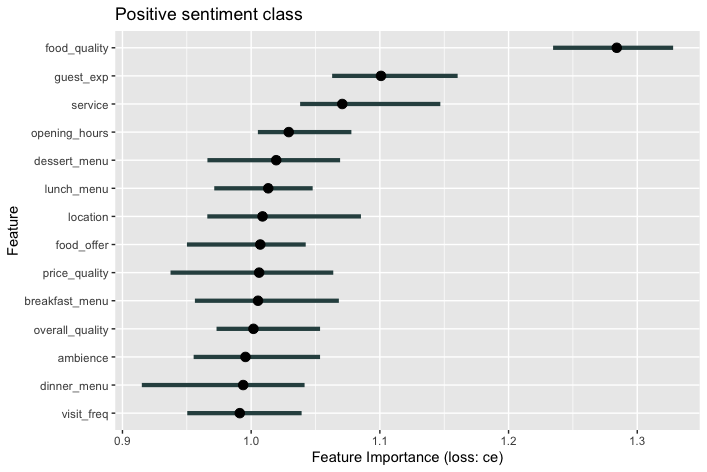 Positive sentiment class
food_quality
guest_exp
service
opening_hours
dessert_menu
lunch_menu
location
food_offer
price_quality
breakfast_menu
overall_quality
ambience
dinner_menu
visit_freq
Feature
0.9 1.0 1.1 1.2 1.3
Feature Importance (loss: ce)